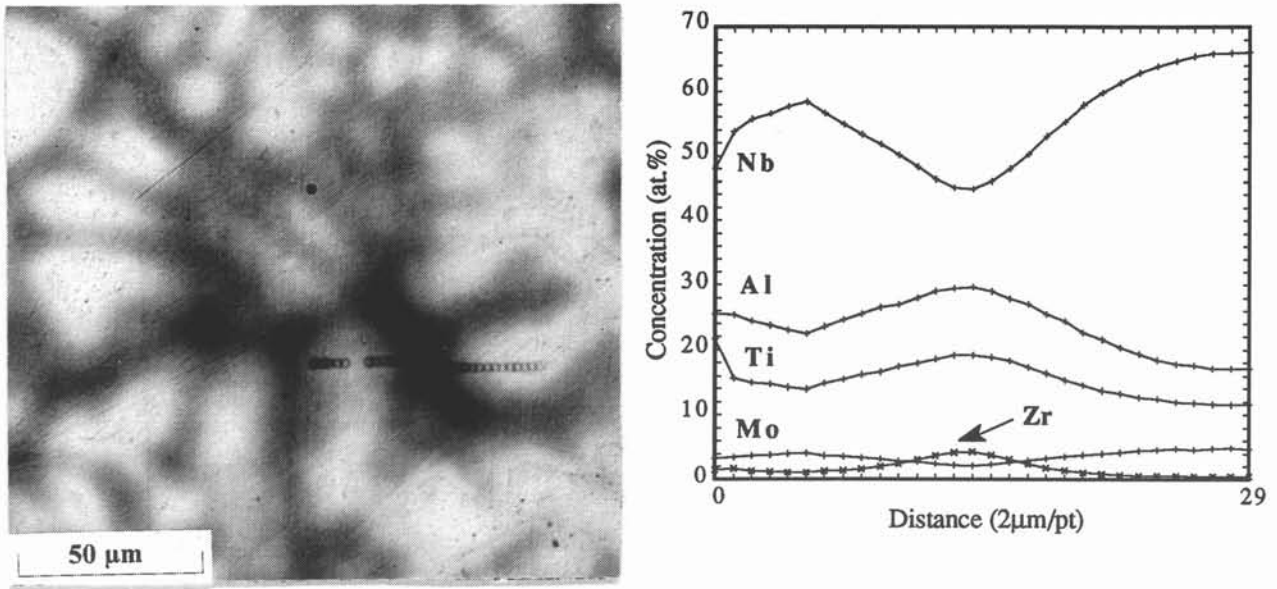 50 µm
70
60
50
40
30
20
10
0
Concentration (at.%)
Nb
Al
Ti
Mo
Zr
0
29
Distance (2µm/pt)